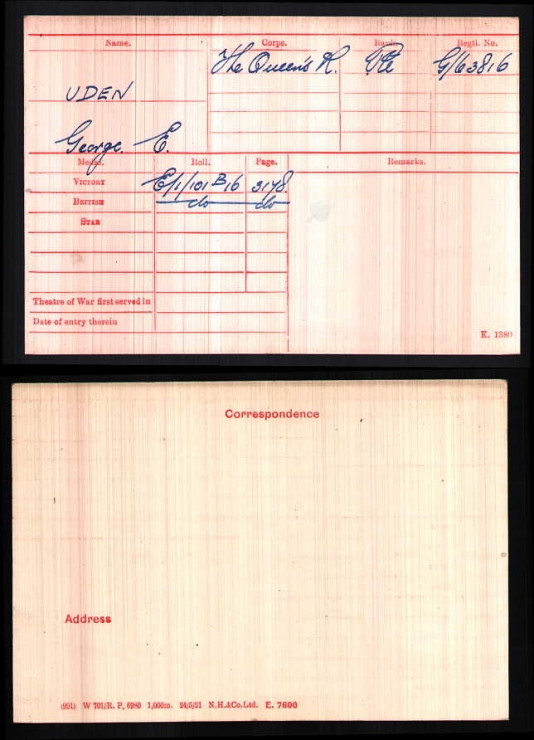 Name. Corps. Rank. Regtl. No.
The Queen's R. Pte G/63816
UDEN
George. E.
Medal. Roll. Page. Remarks.
VICTORY E/1/101 B16 3178.
BRITISH do do
STAR
Theatre of War first served in
Date of entry therein
K. 1380
Correspondence
Address
(991) W 701/R. P. 6980 1,000m. 24/5/21 N.H.&Co.Ltd. E. 7600